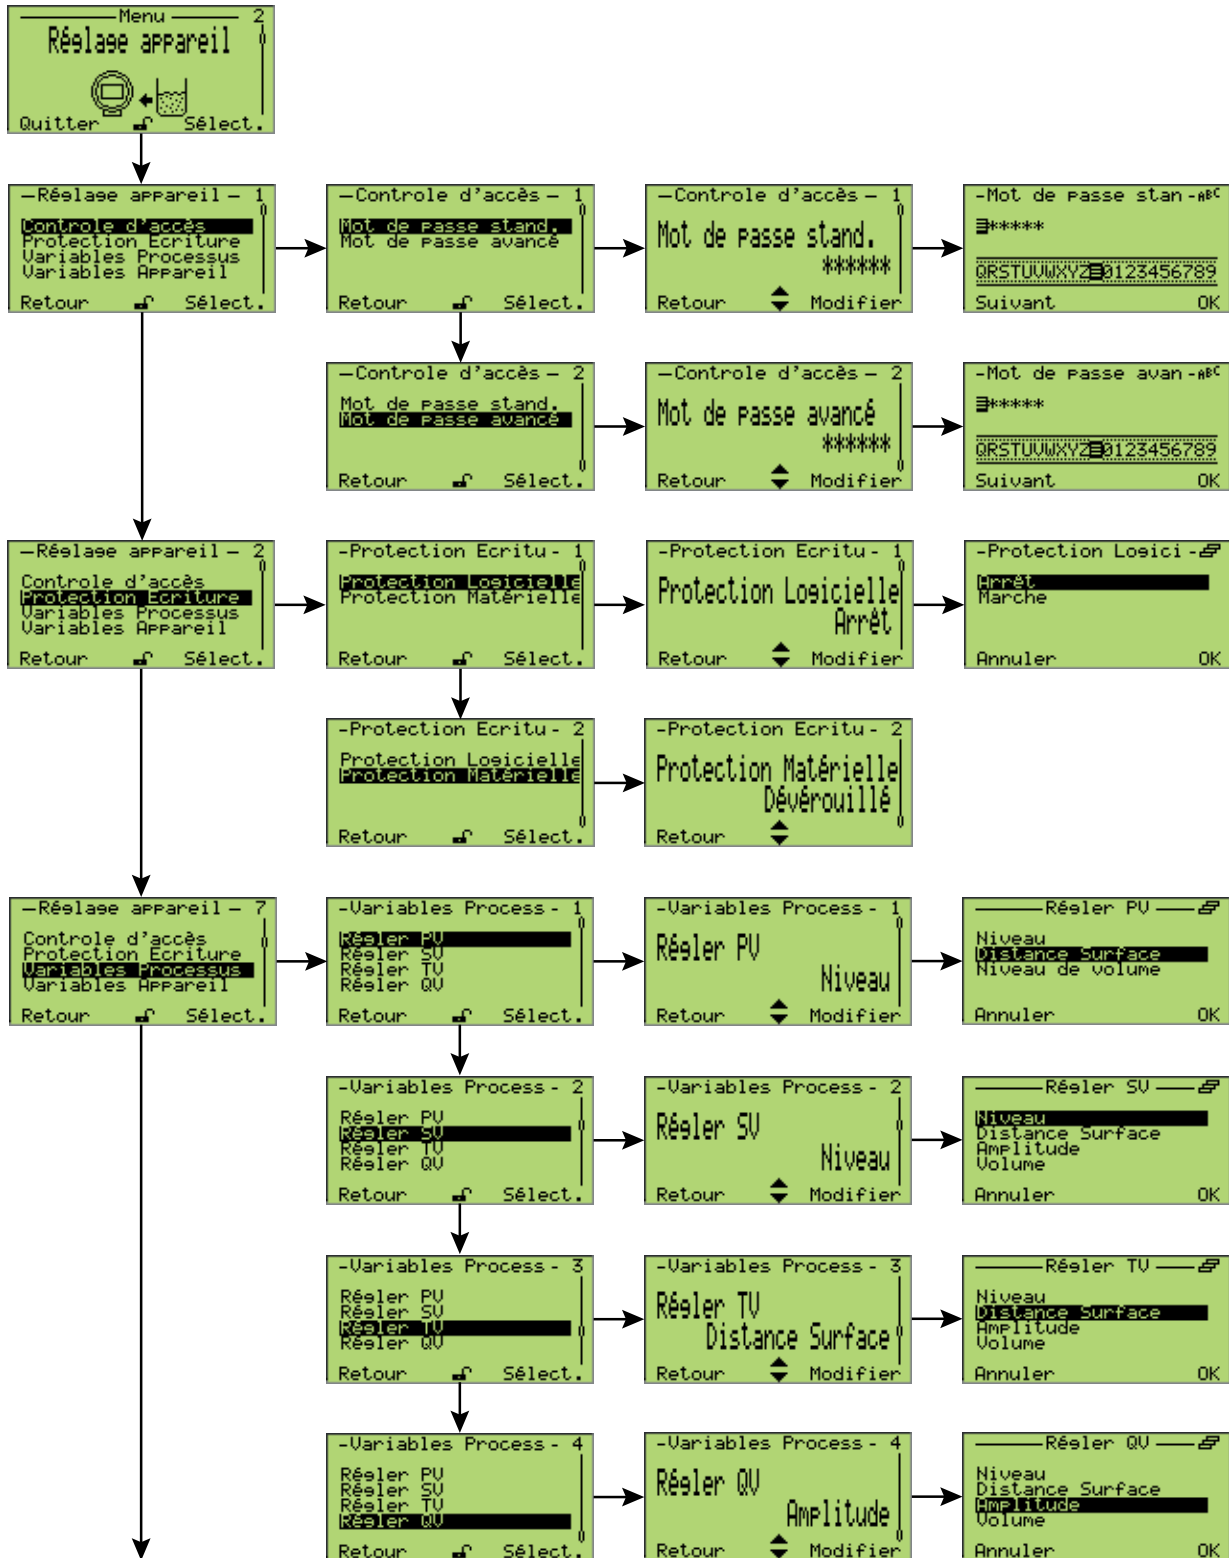 Menu 2
Réglage appareil
Quitter Sélect.
—Réglage appareil— 1
Controle d'accès
Protection Ecriture
Variables Processus
Variables Appareil
Retour Sélect.
—Controle d'accès— 1
Mot de passe stand.
Mot de passe avancé
Retour Sélect.
—Controle d'accès— 1
Mot de passe stand.
******
Retour Modifier
-Mot de passe stan-ABC
*****
QRSTUVWXYZ 0123456789
Suivant OK
—Controle d'accès— 2
Mot de passe stand.
Mot de passe avancé
Retour Sélect.
—Controle d'accès— 2
Mot de passe avancé
******
Retour Modifier
-Mot de passe avan-ABC
*****
QRSTUVWXYZ 0123456789
Suivant OK
—Réglage appareil— 2
Controle d'accès
Protection Ecriture
Variables Processus
Variables Appareil
Retour Sélect.
-Protection Ecritu- 1
Protection Logicielle
Protection Matérielle
Retour Sélect.
-Protection Ecritu- 1
Protection Logicielle
Arrêt
Retour Modifier
-Protection Logici-
Arrêt
Marche
Annuler OK
-Protection Ecritu- 2
Protection Logicielle
Protection Matérielle
Retour Sélect.
-Protection Ecritu- 2
Protection Matérielle
Dévérouillé
Retour
—Réglage appareil— 7
Controle d'accès
Protection Ecriture
Variables Processus
Variables Appareil
Retour Sélect.
-Variables Process- 1
Régler PV
Régler SV
Régler TV
Régler QV
Retour Sélect.
-Variables Process- 1
Régler PV
Niveau
Retour Modifier
Régler PV
Niveau
Distance Surface
Niveau de volume
Annuler OK
-Variables Process- 2
Régler PV
Régler SV
Régler TV
Régler QV
Retour Sélect.
-Variables Process- 2
Régler SV
Niveau
Retour Modifier
Régler SV
Niveau
Distance Surface
Amplitude
Volume
Annuler OK
-Variables Process- 3
Régler PV
Régler SV
Régler TV
Régler QV
Retour Sélect.
-Variables Process- 3
Régler TV
Distance Surface
Retour Modifier
Régler TV
Niveau
Distance Surface
Amplitude
Volume
Annuler OK
-Variables Process- 4
Régler PV
Régler SV
Régler TV
Régler QV
Retour Sélect.
-Variables Process- 4
Régler QV
Amplitude
Retour Modifier
Régler QV
Niveau
Distance Surface
Amplitude
Volume
Annuler OK